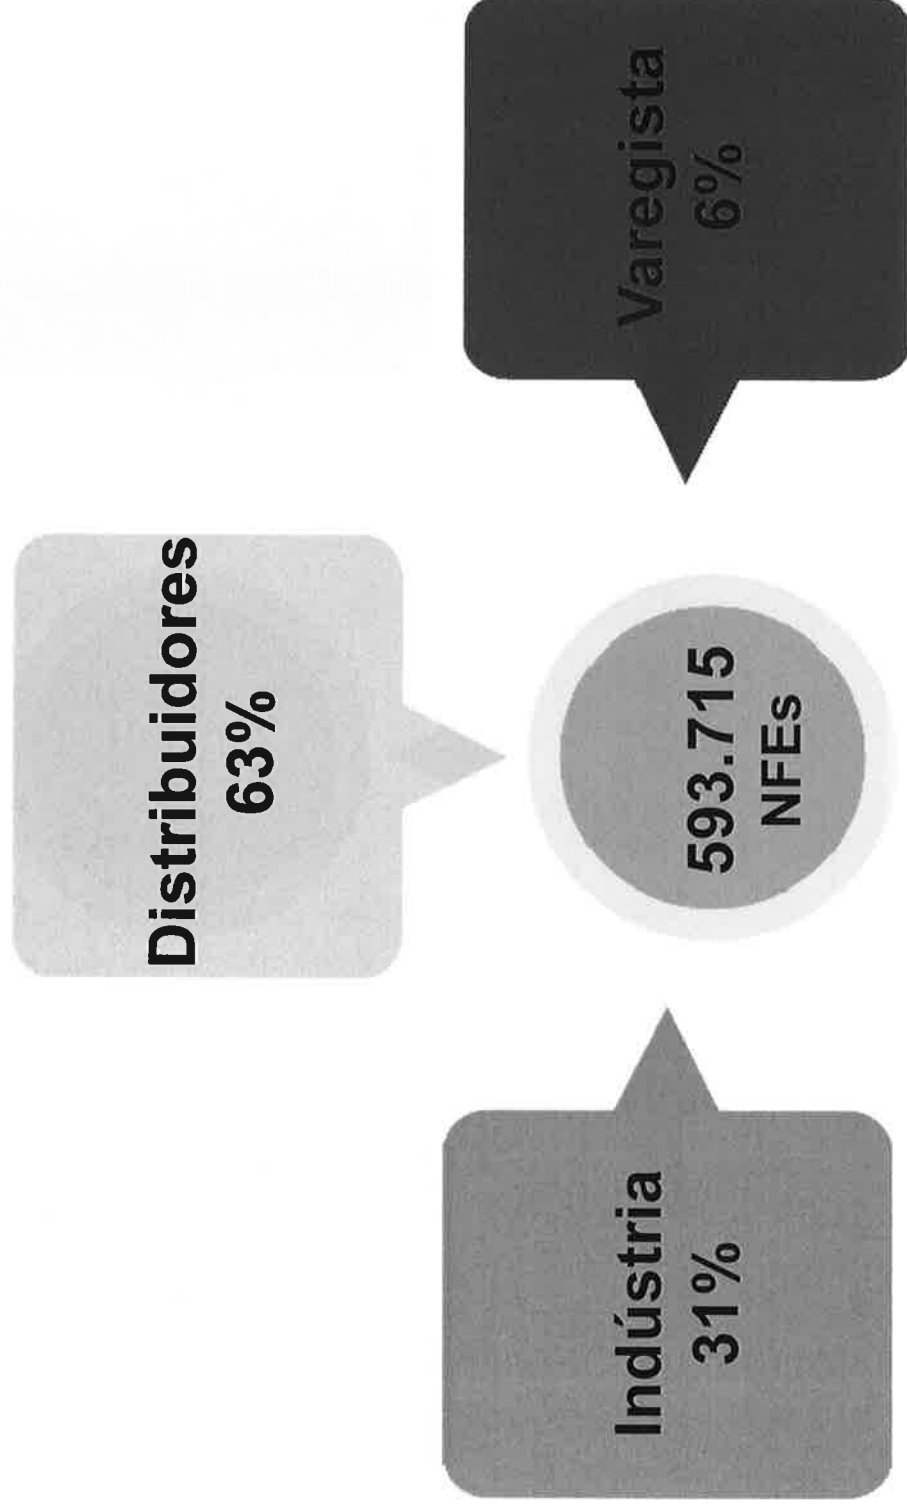 Distribuidores
63%
Indústria
31%
593.715
NFEs
Varegista
6%